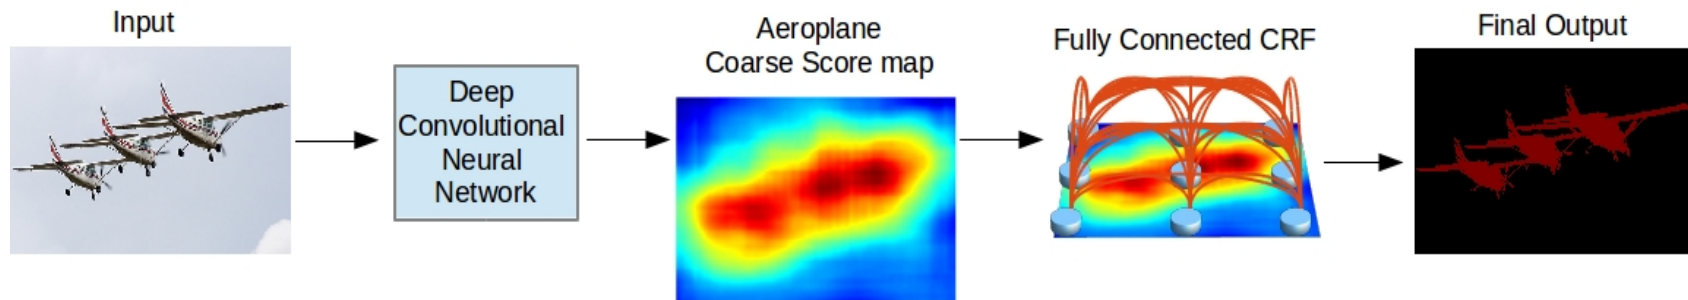 Input
Deep
Convolutional
Neural
Network
Aeroplane
Coarse Score map
Fully Connected CRF
Final Output